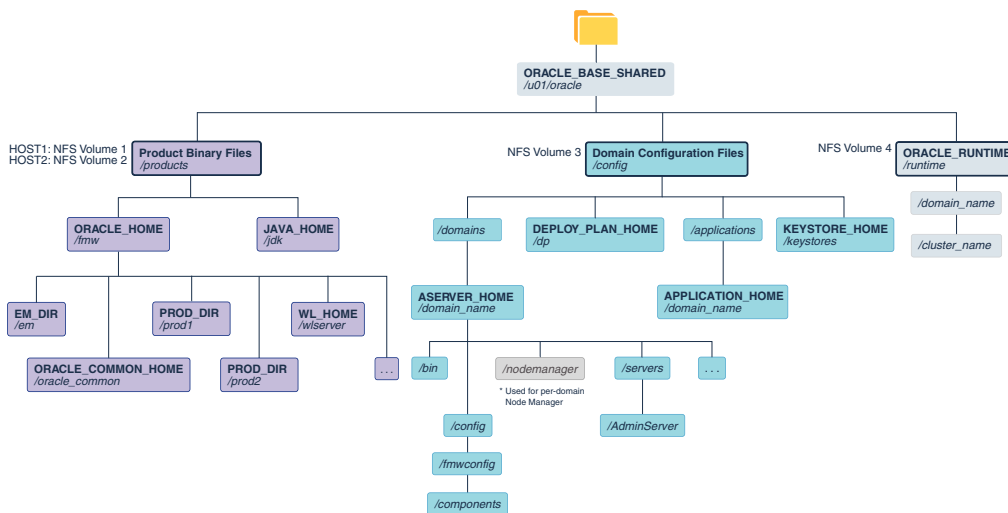 ORACLE_BASE_SHARED
/u01/oracle
HOST1: NFS Volume 1
HOST2: NFS Volume 2
Product Binary Files
/products
NFS Volume 3
Domain Configuration Files
/config
NFS Volume 4
ORACLE_RUNTIME
/runtime
ORACLE_HOME
/fmw
JAVA_HOME
/jdk
/domains
DEPLOY_PLAN_HOME
/dp
/applications
KEYSTORE_HOME
/keystores
/domain_name
/cluster_name
EM_DIR
/em
PROD_DIR
/prod1
WL_HOME
/wlserver
ASERVER_HOME
/domain_name
APPLICATION_HOME
/domain_name
ORACLE_COMMON_HOME
/oracle_common
PROD_DIR
/prod2
...
/bin
/nodemanager
* Used for per-domain
Node Manager
/servers
...
/config
/AdminServer
/fmwconfig
/components